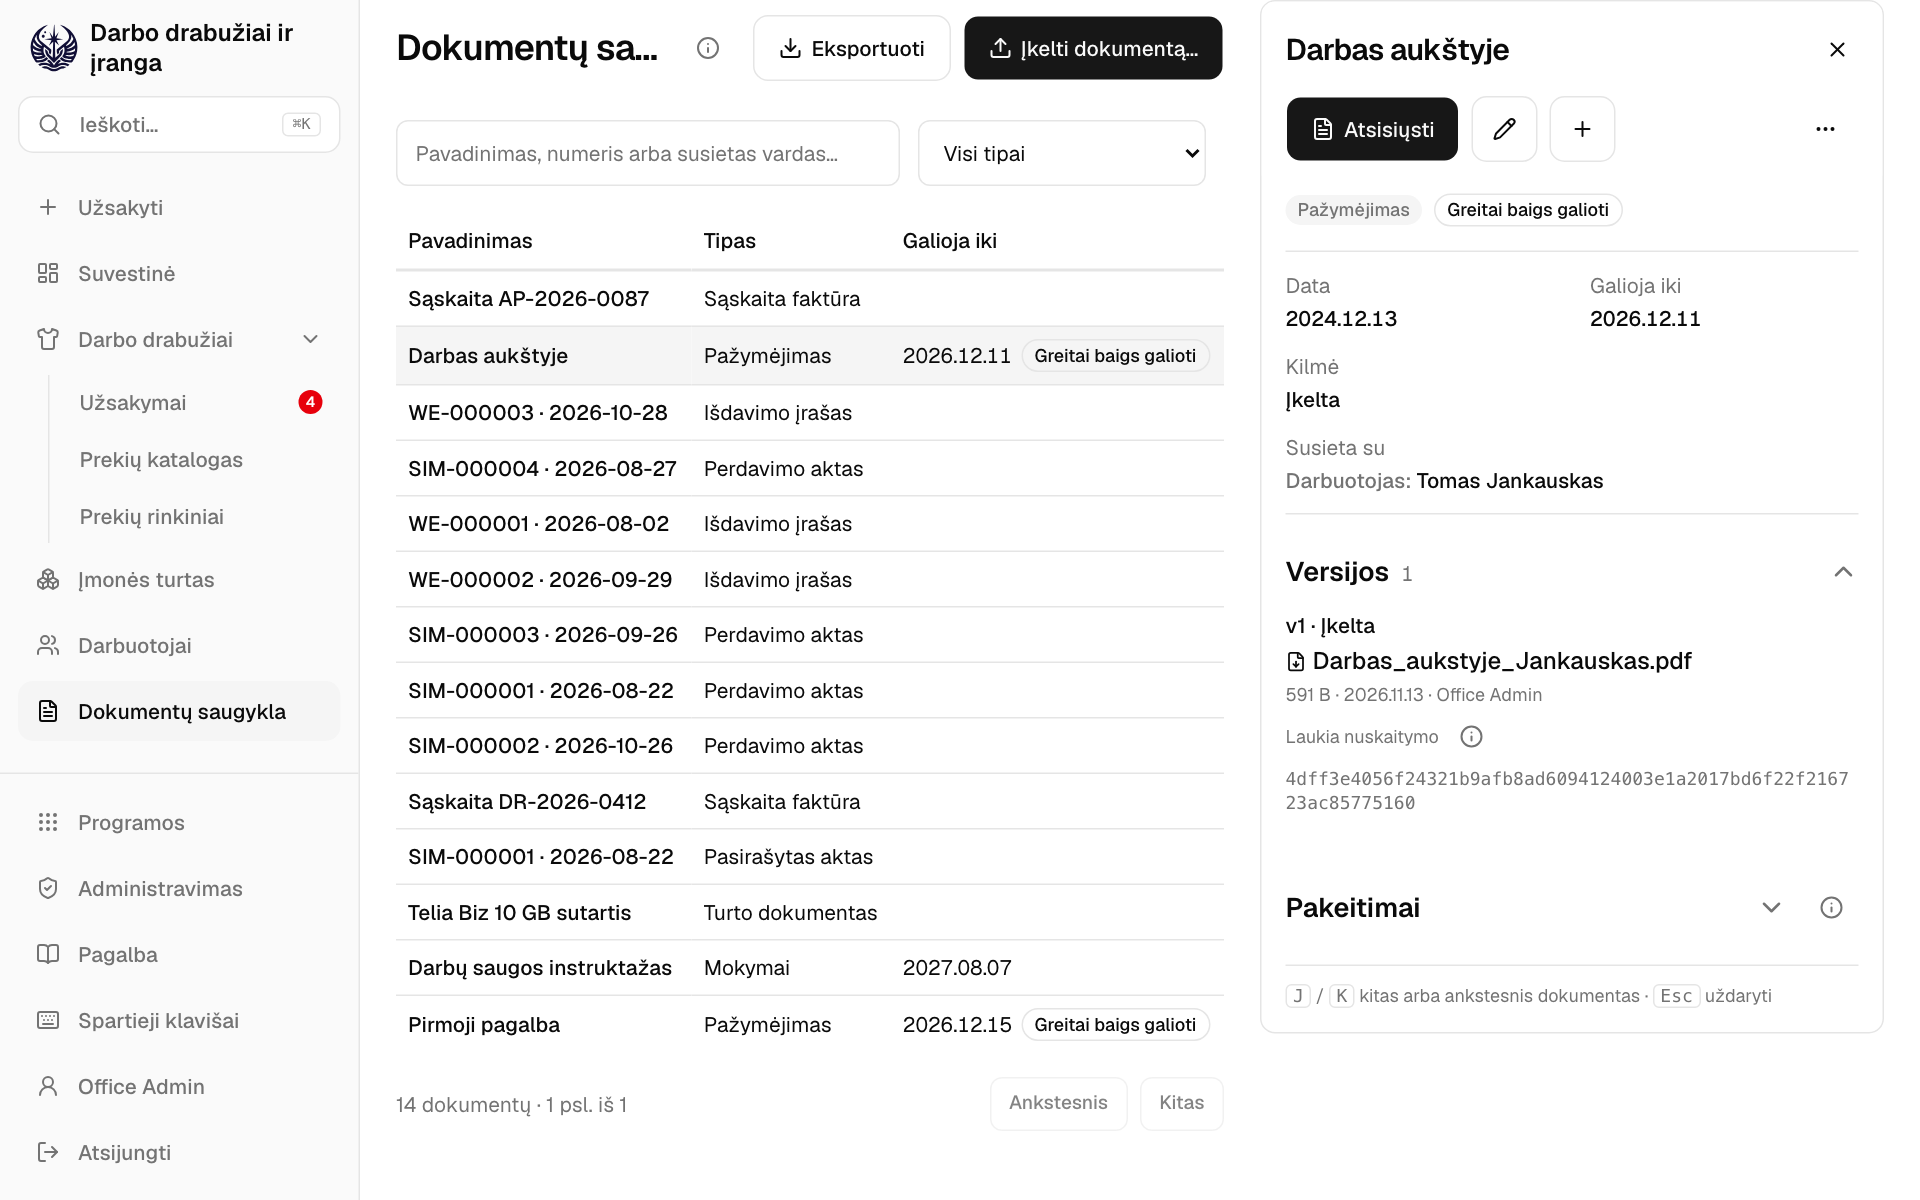 Darbo drabužiai ir
įranga
Ieškoti...
⌘K
Užsakyti
Suvestinė
Darbo drabužiai
Užsakymai
4
Prekių katalogas
Prekių rinkiniai
Įmonės turtas
Darbuotojai
Dokumentų saugykla
Programos
Administravimas
Pagalba
Spartieji klavišai
Office Admin
Atsijungti
Dokumentų sa...
Eksportuoti
Įkelti dokumentą...
Pavadinimas, numeris arba susietas vardas...
Visi tipai
Pavadinimas Tipas Galioja iki
Sąskaita AP-2026-0087 Sąskaita faktūra
Darbas aukštyje Pažymėjimas 2026.12.11 Greitai baigs galioti
WE-000003 · 2026-10-28 Išdavimo įrašas
SIM-000004 · 2026-08-27 Perdavimo aktas
WE-000001 · 2026-08-02 Išdavimo įrašas
WE-000002 · 2026-09-29 Išdavimo įrašas
SIM-000003 · 2026-09-26 Perdavimo aktas
SIM-000001 · 2026-08-22 Perdavimo aktas
SIM-000002 · 2026-10-26 Perdavimo aktas
Sąskaita DR-2026-0412 Sąskaita faktūra
SIM-000001 · 2026-08-22 Pasirašytas aktas
Telia Biz 10 GB sutartis Turto dokumentas
Darbų saugos instruktažas Mokymai 2027.08.07
Pirmoji pagalba Pažymėjimas 2026.12.15 Greitai baigs galioti
14 dokumentų · 1 psl. iš 1
Ankstesnis
Kitas
Darbas aukštyje
Atsisiųsti
Pažymėjimas Greitai baigs galioti
Data Galioja iki
2024.12.13 2026.12.11
Kilmė
Įkelta
Susieta su
Darbuotojas: Tomas Jankauskas
Versijos 1
v1 · Įkelta
Darbas_aukstyje_Jankauskas.pdf
591 B · 2026.11.13 · Office Admin
Laukia nuskaitymo
4dff3e4056f24321b9afb8ad6094124003e1a2017bd6f22f2167
23ac85775160
Pakeitimai
J / K kitas arba ankstesnis dokumentas · Esc uždaryti